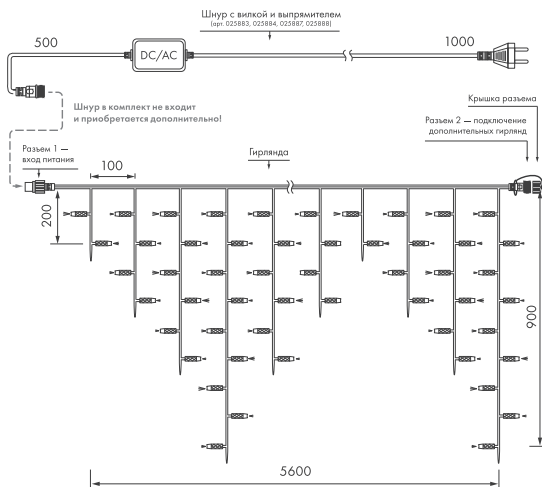 Шнур с вилкой и выпрямителем
(арт. 025883, 025884, 025887, 025888)
500
DC/AC
1000
Шнур в комплект не входит
и приобретается дополнительно!
Крышка разъема
Разъем 1 —
вход питания
100
Гирлянда
Разъем 2 — подключение
дополнительных гирлянд
200
900
5600